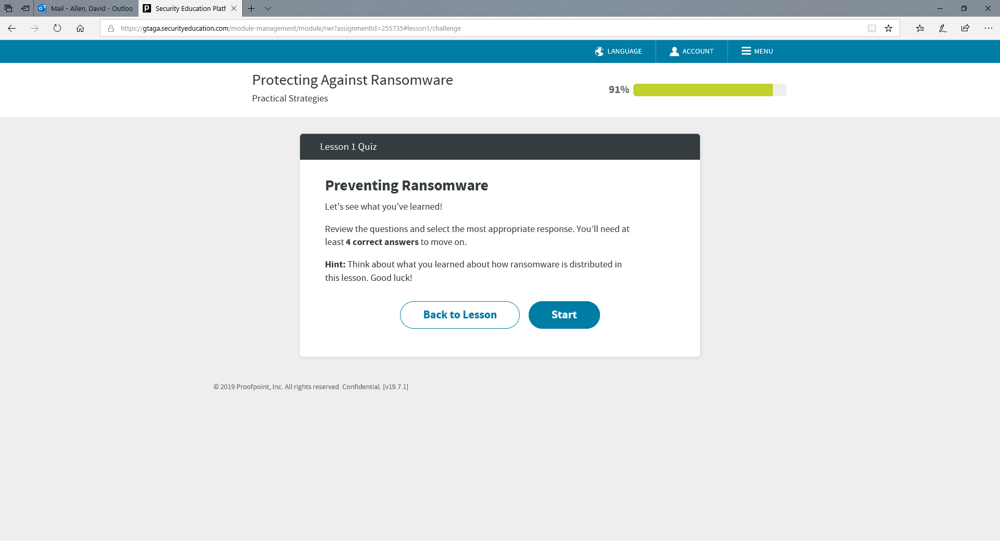 Mail - Allen, David - Outloo
Security Education Platf
https://gtaga.securityeducation.com/module-management/module/rwr?assignmentId=255735#lesson1/challenge
LANGUAGE
ACCOUNT
MENU
Protecting Against Ransomware
Practical Strategies
91%
Lesson 1 Quiz
Preventing Ransomware
Let's see what you've learned!
Review the questions and select the most appropriate response. You’ll need at
least 4 correct answers to move on.
Hint: Think about what you learned about how ransomware is distributed in
this lesson. Good luck!
Back to Lesson
Start
© 2019 Proofpoint, Inc. All rights reserved. Confidential. [v19.7.1]